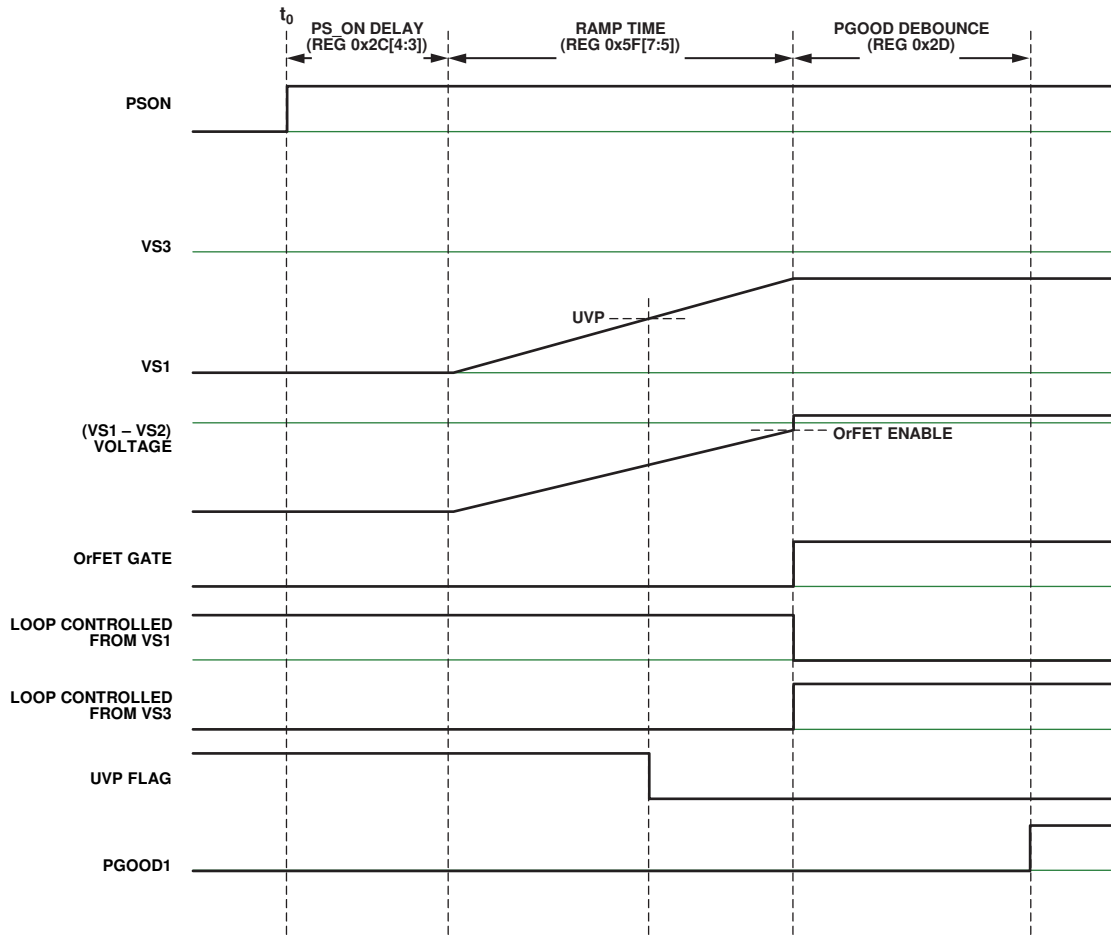 t0
PS_ON DELAY
(REG 0x2C[4:3])
RAMP TIME
(REG 0x5F[7:5])
PGOOD DEBOUNCE
(REG 0x2D)
PSON
VS3
UVP
VS1
(VS1 – VS2)
VOLTAGE
OrFET ENABLE
OrFET GATE
LOOP CONTROLLED
FROM VS1
LOOP CONTROLLED
FROM VS3
UVP FLAG
PGOOD1